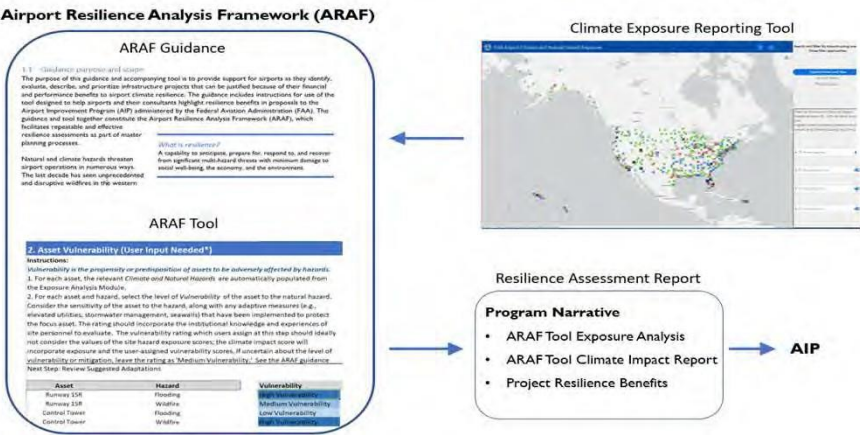 Airport Resilience Analysis Framework (ARAF)
ARAF Guidance
1.1 Guidance purpose and scope
The purpose of this guidance and accompanying tool is to provide support for airports as they identify,
evaluate, describe, and prioritize infrastructure projects that can be justified because of their financial
and performance benefits to airport climate resilience. The guidance includes instructions for use of the
tool designed to help airports and their consultants highlight resilience benefits in proposals to the
Airport Improvement Program (AIP) administered by the Federal Aviation Administration (FAA). The
guidance and tool together constitute the Airport Resilience Analysis Framework (ARAF), which
facilitates repeatable and effective
resilience assessments as part of master
planning processes.
Natural and climate hazards threaten
airport operations in numerous ways.
The last decade has seen unprecedented
and disruptive wildfires in the western
What is resilience?
A capability to anticipate, prepare for, respond to, and recover
from significant multi-hazard threats with minimum damage to
social well-being, the economy, and the environment.
ARAF Tool
2. Asset Vulnerability (User Input Needed*)
Instructions:
Vulnerability is the propensity or predisposition of assets to be adversely affected by hazards.
1. For each asset, the relevant Climate and Natural Hazards are automatically populated from
the Exposure Analysis Module.
2. For each asset and hazard, select the level of Vulnerability of the asset to the natural hazard.
Consider the sensitivity of the asset to the hazard, along with any adaptive measures (e.g.,
elevated utilities, stormwater management, seawalls) that have been implemented to protect
the focus asset. The rating should incorporate the institutional knowledge and experiences of
site personnel to evaluate. The vulnerability rating which users assign at this step should ideally
not consider the values of the site hazard exposure scores; the climate impact score will
incorporate exposure and the user-assigned vulnerability scores. If uncertain about the level of
vulnerability or mitigation, leave the rating as 'Medium Vulnerability.' See the ARAF guidance
Next Step: Review Suggested Adaptations
Asset Hazard Vulnerability
Runway 15R Flooding High Vulnerability
Runway 15R Wildfire Medium Vulnerability
Control Tower Flooding Low Vulnerability
Control Tower Wildfire High Vulnerability
Climate Exposure Reporting Tool
Resilience Assessment Report
Program Narrative
• ARAF Tool Exposure Analysis
• ARAF Tool Climate Impact Report
• Project Resilience Benefits
AIP